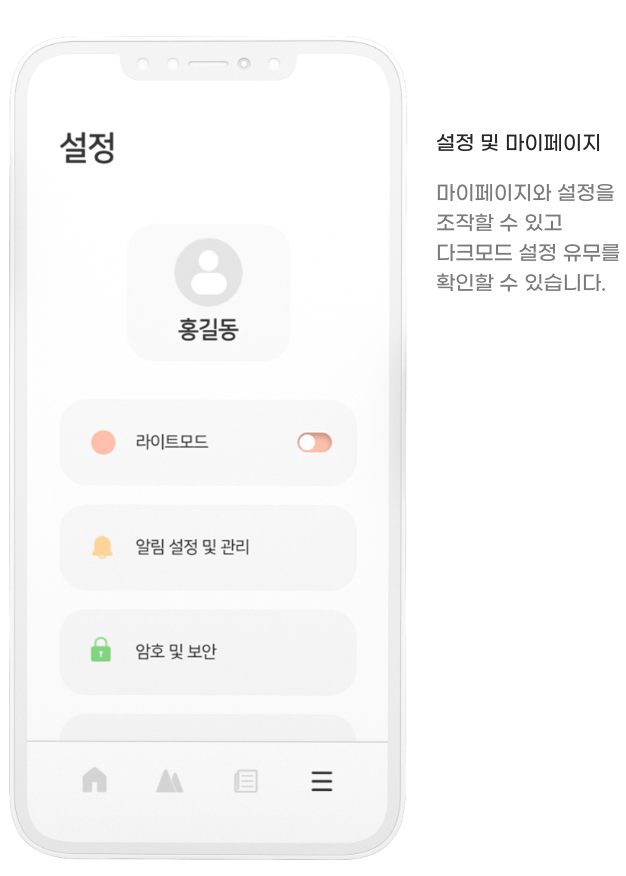 설정
홍길동
라이트모드
알림 설정 및 관리
암호 및 보안
설정 및 마이페이지
마이페이지와 설정을
조작할 수 있고
다크모드 설정 유무를
확인할 수 있습니다.